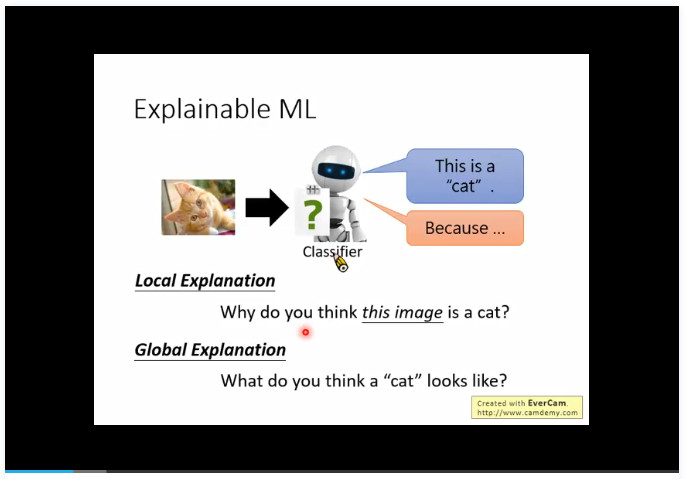 Explainable ML
This is a
"cat" .
Because ...
?
Classifier
Local Explanation
Why do you think this image is a cat?
Global Explanation
What do you think a "cat" looks like?
Created with EverCam.
http://www.camdemy.com